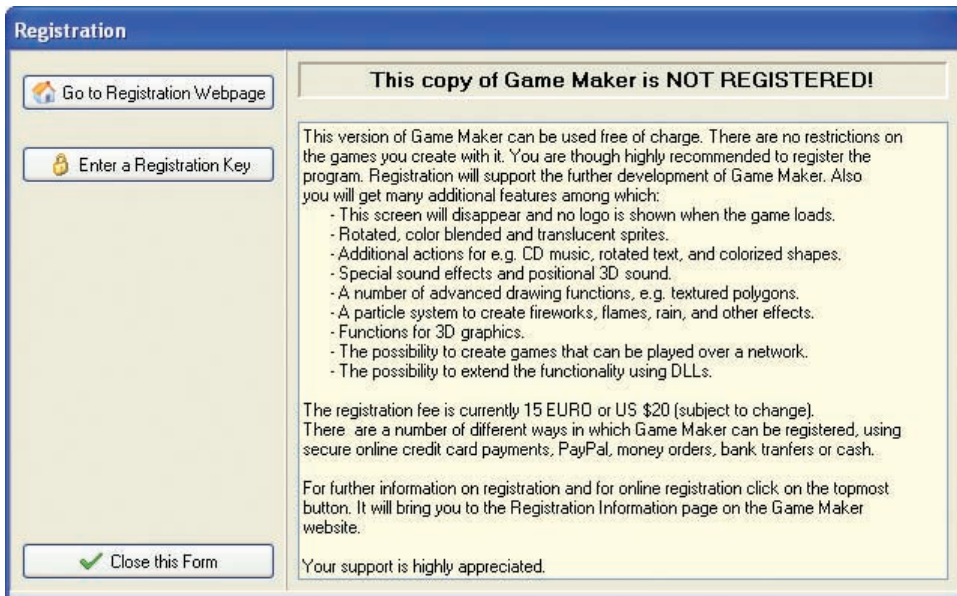 Registration
Go to Registration Webpage
Enter a Registration Key
Close this Form
This copy of Game Maker is NOT REGISTERED!
This version of Game Maker can be used free of charge. There are no restrictions on
the games you create with it. You are though highly recommended to register the
program. Registration will support the further development of Game Maker. Also
you will get many additional features among which:
- This screen will disappear and no logo is shown when the game loads.
- Rotated, color blended and translucent sprites.
- Additional actions for e.g. CD music, rotated text, and colorized shapes.
- Special sound effects and positional 3D sound.
- A number of advanced drawing functions, e.g. textured polygons.
- A particle system to create fireworks, flames, rain, and other effects.
- Functions for 3D graphics.
- The possibility to create games that can be played over a network.
- The possibility to extend the functionality using DLLs.
The registration fee is currently 15 EURO or US $20 (subject to change).
There are a number of different ways in which Game Maker can be registered, using
secure online credit card payments, PayPal, money orders, bank tranfers or cash.
For further information on registration and for online registration click on the topmost
button. It will bring you to the Registration Information page on the Game Maker
website.
Your support is highly appreciated.